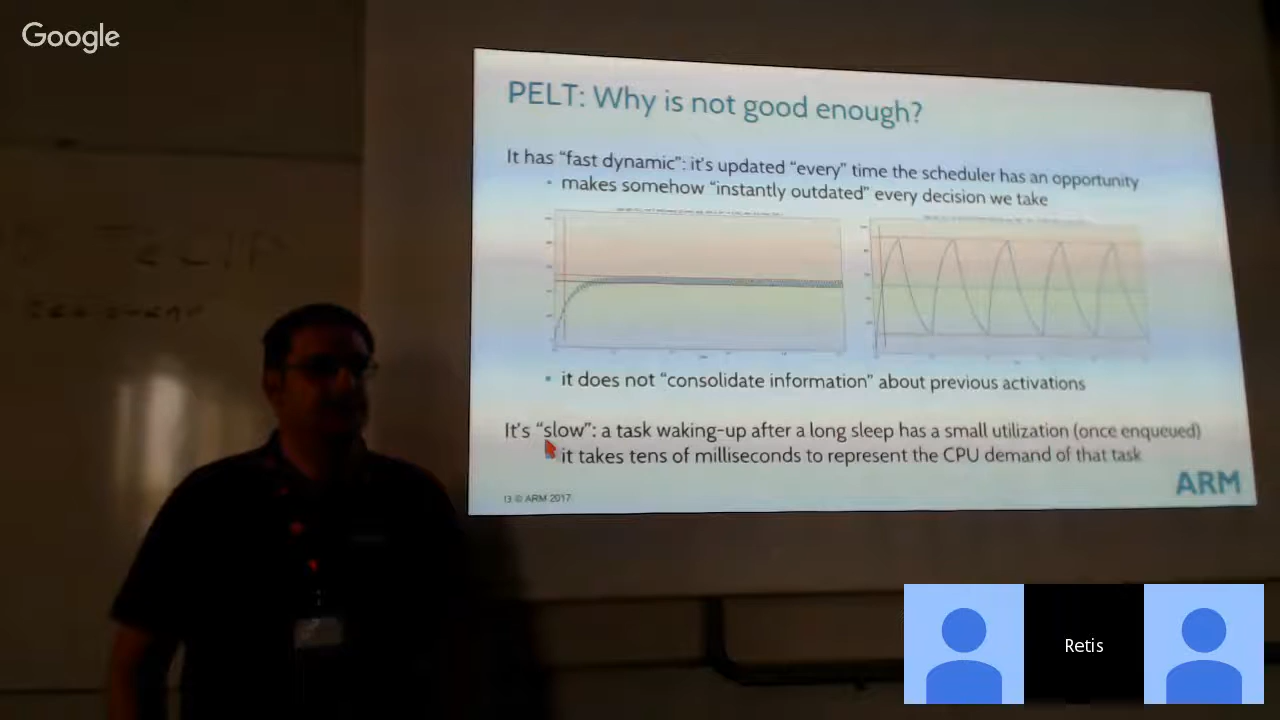 Google
PELT: Why is not good enough?
It has “fast dynamic”: it's updated “every” time the scheduler has an opportunity
· makes somehow “instantly outdated” every decision we take
· it does not “consolidate information” about previous activations
It's “slow”: a task waking-up after a long sleep has a small utilization (once enqueued)
it takes tens of milliseconds to represent the CPU demand of that task
13 © ARM 2017
ARM
Retis